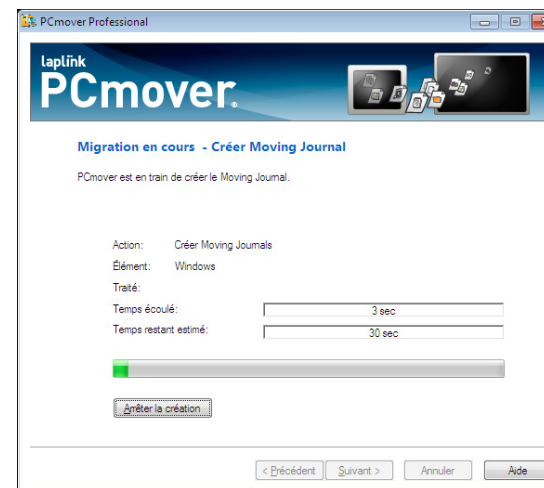 PCmover Professional
laplink
PCmover.
Migration en cours - Créer Moving Journal
PCmover est en train de créer le Moving Journal.
Action: Créer Moving Journals
Élément: Windows
Traité:
Temps écoulé: 3 sec
Temps restant estimé: 30 sec
Arrêter la création
< Précédent Suivant > Annuler Aide